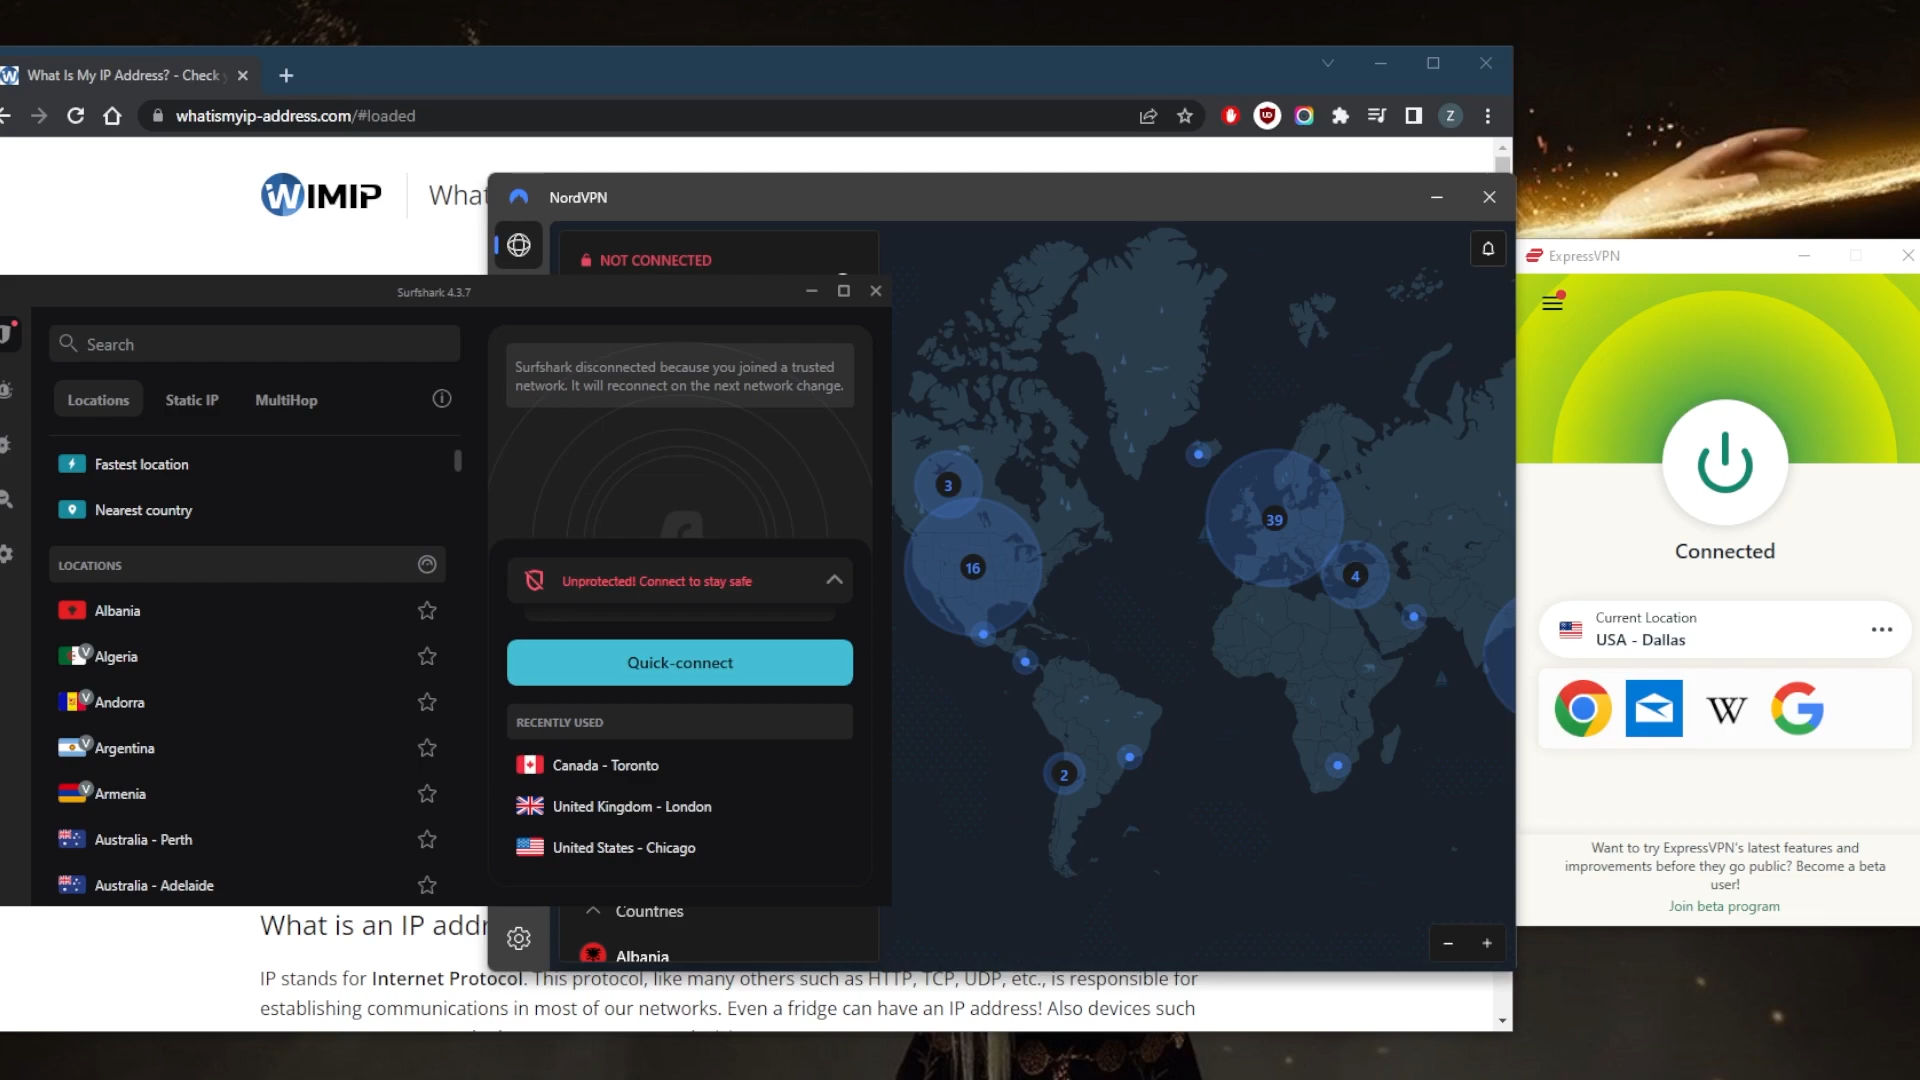 What Is My IP Address? - Check
whatismyip-address.com/#loaded
Z
WIMIP
What
NordVPN
NOT CONNECTED
Surfshark 4.3.7
Search
Locations
Static IP
MultiHop
Fastest location
Nearest country
LOCATIONS
Albania
Algeria
Andorra
Argentina
Armenia
Australia - Perth
Australia - Adelaide
Surfshark disconnected because you joined a trusted
network. It will reconnect on the next network change.
Unprotected! Connect to stay safe
Quick-connect
RECENTLY USED
Canada - Toronto
United Kingdom - London
United States - Chicago
3
16
39
4
2
Countries
Albania
ExpressVPN
Connected
Current Location
USA - Dallas
W
Want to try ExpressVPN's latest features and
improvements before they go public? Become a beta
user!
Join beta program
What is an IP addr
IP stands for Internet Protocol. This protocol, like many others such as HTTP, TCP, UDP, etc., is responsible for
establishing communications in most of our networks. Even a fridge can have an IP address! Also devices such